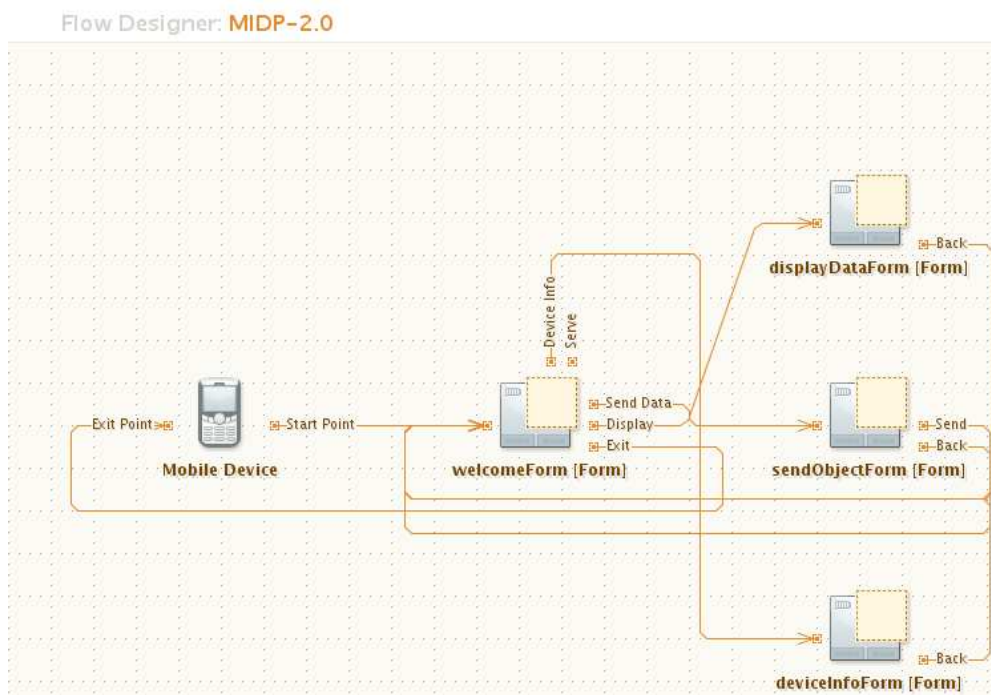 Flow Designer: MIDP-2.0
Back
displayDataForm [Form]
Device Info
Serve
Send Data
Display
Exit
Exit Point
Start Point
Send
Back
Mobile Device
welcomeForm [Form]
sendObjectForm [Form]
Back
deviceInfoForm [Form]